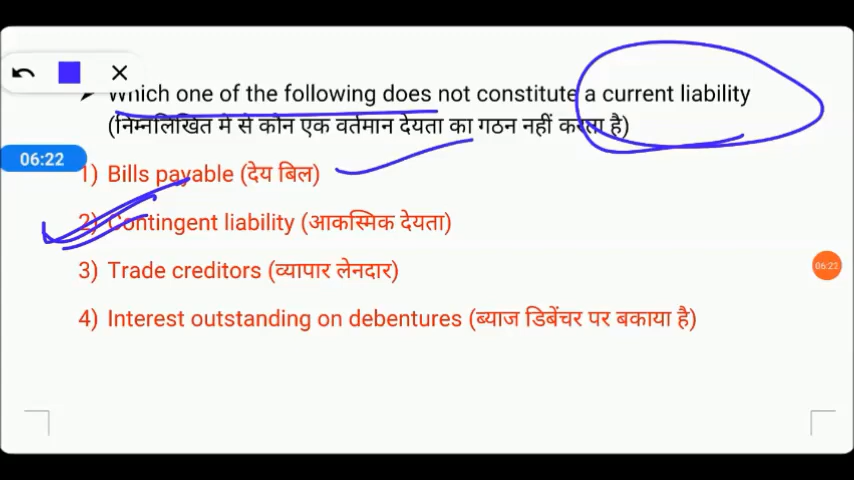 Which one of the following does not constitute a current liability
(निम्नलिखित में से कोन एक वर्तमान देयता का गठन नहीं करता है)
06:22
1) Bills payable (देय बिल)
2) Contingent liability (आकस्मिक देयता)
3) Trade creditors (व्यापार लेनदार)
06:22
4) Interest outstanding on debentures (ब्याज डिबेंचर पर बकाया है)